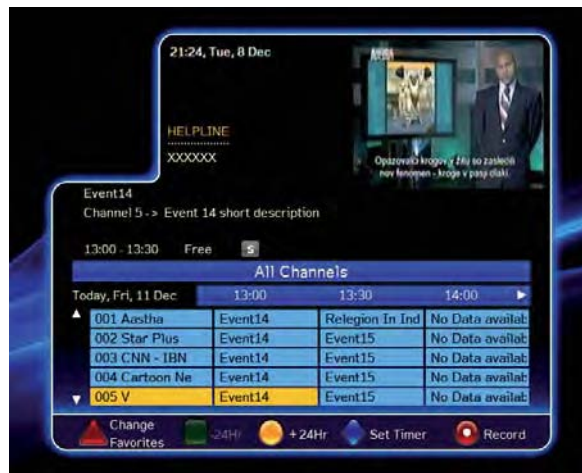 21:24, Tue, 8 Dec
HELPLINE
XXXXXX
Opazovalci krogov v žitu so zasledili
nov fenomen - kroge v pasji dlaki.
Event14
Channel 5 -> Event 14 short description
13:00 - 13:30 Free S
All Channels
Today, Fri, 11 Dec 13:00 13:30 14:00
001 Aastha Event14 Relegion In Ind No Data availab
002 Star Plus Event14 Event15 No Data availab
003 CNN - IBN Event14 Event15 No Data availab
004 Cartoon Ne Event14 Event15 No Data availab
005 V Event14 Event15 No Data availab
Change
Favorites
-24Hr +24Hr Set Timer Record